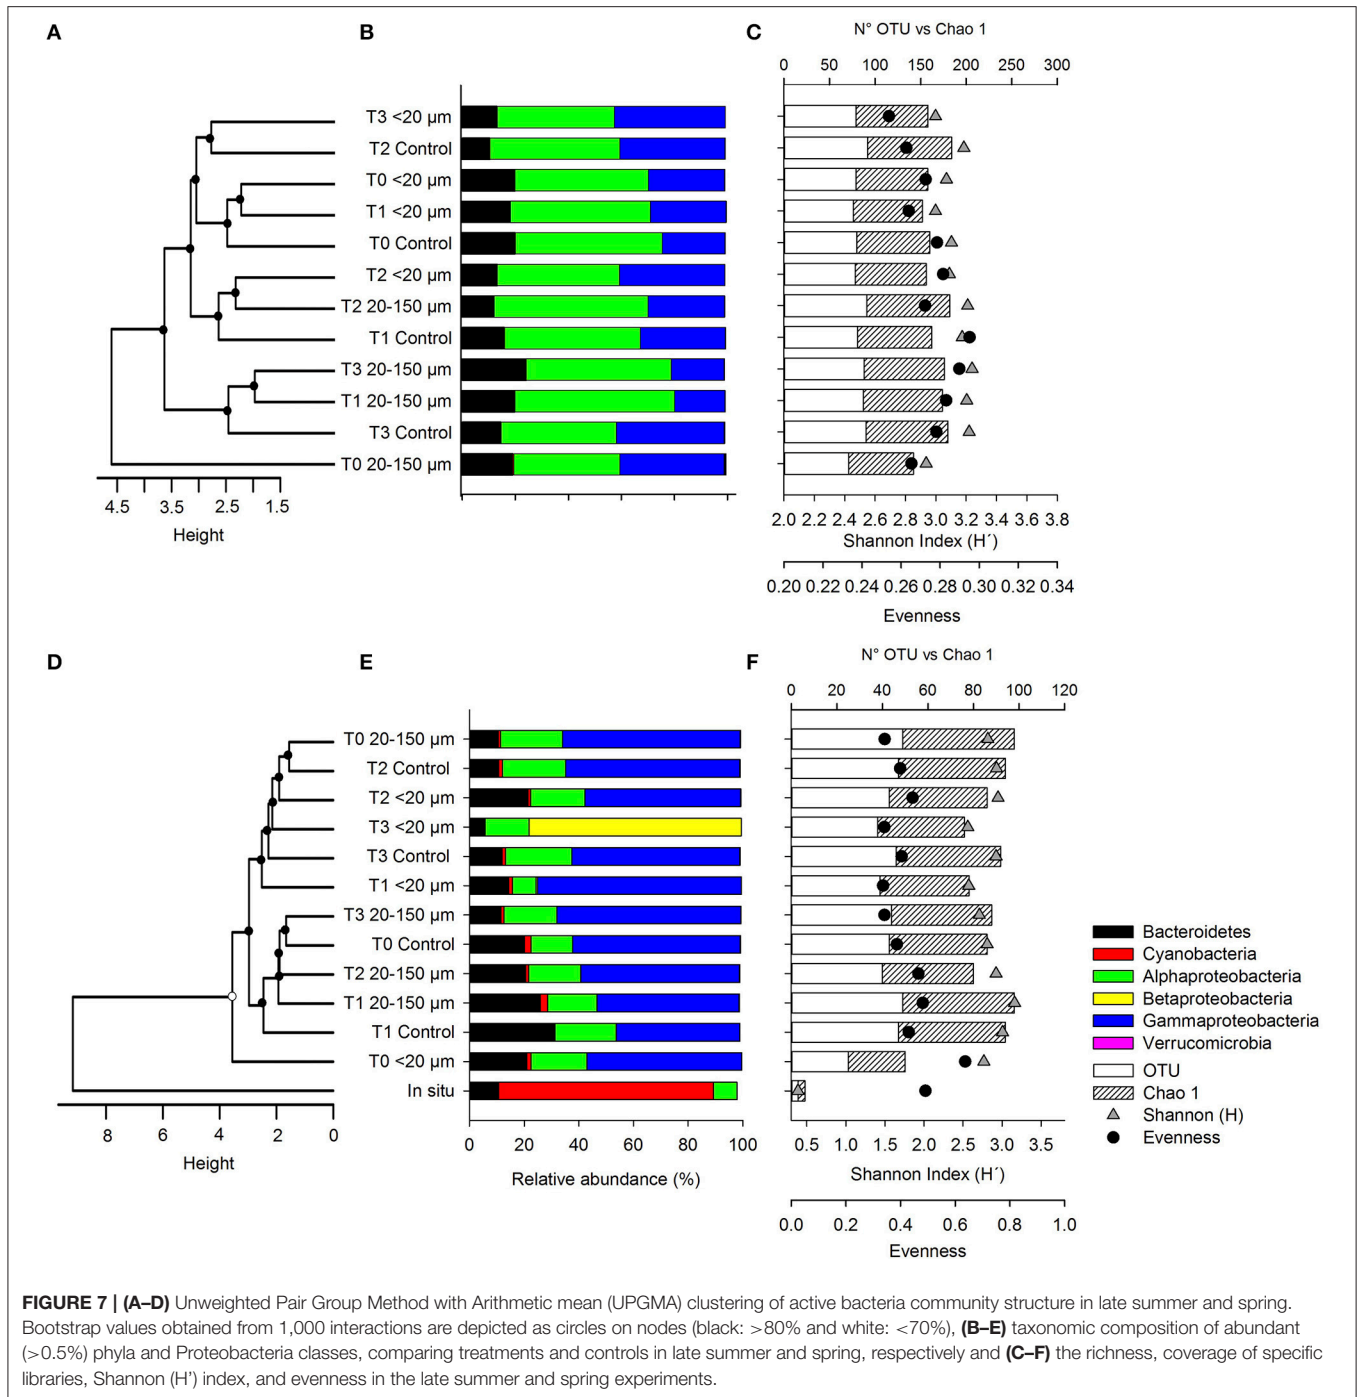 A
B
C
N° OTU vs Chao 1
0 50 100 150 200 250 300
T3 <20 µm
T2 Control
T0 <20 µm
T1 <20 µm
T0 Control
T2 <20 µm
T2 20-150 µm
T1 Control
T3 20-150 µm
T1 20-150 µm
T3 Control
T0 20-150 µm
4.5 3.5 2.5 1.5
Height
2.0 2.2 2.4 2.6 2.8 3.0 3.2 3.4 3.6 3.8
Shannon Index (H´)
0.20 0.22 0.24 0.26 0.28 0.30 0.32 0.34
Evenness
D
E
F
N° OTU vs Chao 1
0 20 40 60 80 100 120
T0 20-150 µm
T2 Control
T2 <20 µm
T3 <20 µm
T3 Control
T1 <20 µm
T3 20-150 µm
T0 Control
T2 20-150 µm
T1 20-150 µm
T1 Control
T0 <20 µm
In situ
8 6 4 2 0
Height
0 20 40 60 80 100
Relative abundance (%)
0.5 1.0 1.5 2.0 2.5 3.0 3.5
Shannon Index (H´)
0.0 0.2 0.4 0.6 0.8 1.0
Evenness
Bacteroidetes
Cyanobacteria
Alphaproteobacteria
Betaproteobacteria
Gammaproteobacteria
Verrucomicrobia
OTU
Chao 1
Shannon (H)
Evenness
FIGURE 7 | (A–D) Unweighted Pair Group Method with Arithmetic mean (UPGMA) clustering of active bacteria community structure in late summer and spring.
Bootstrap values obtained from 1,000 interactions are depicted as circles on nodes (black: >80% and white: <70%), (B–E) taxonomic composition of abundant
(>0.5%) phyla and Proteobacteria classes, comparing treatments and controls in late summer and spring, respectively and (C–F) the richness, coverage of specific
libraries, Shannon (H') index, and evenness in the late summer and spring experiments.